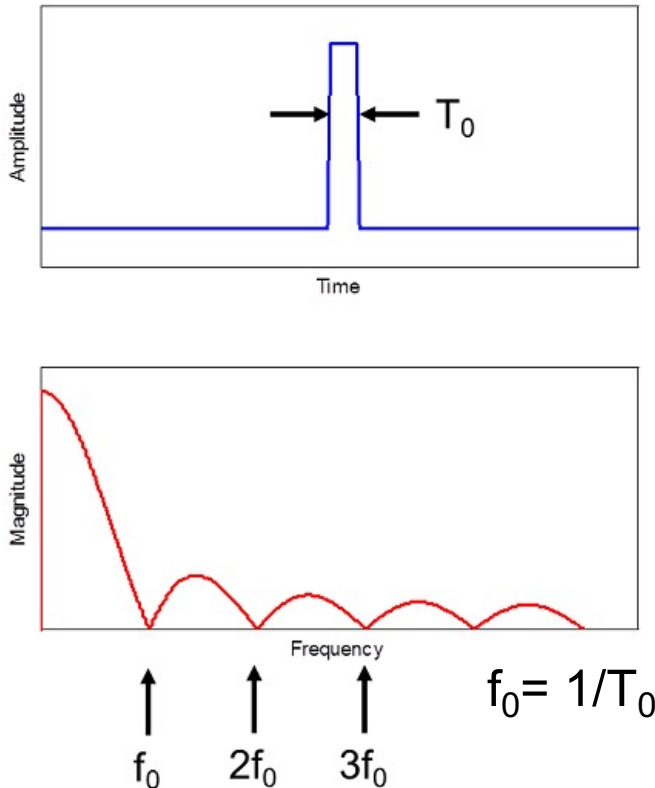 Amplitude
T₀
Time
Magnitude
Frequency
f₀= 1/T₀
f₀
2f₀
3f₀